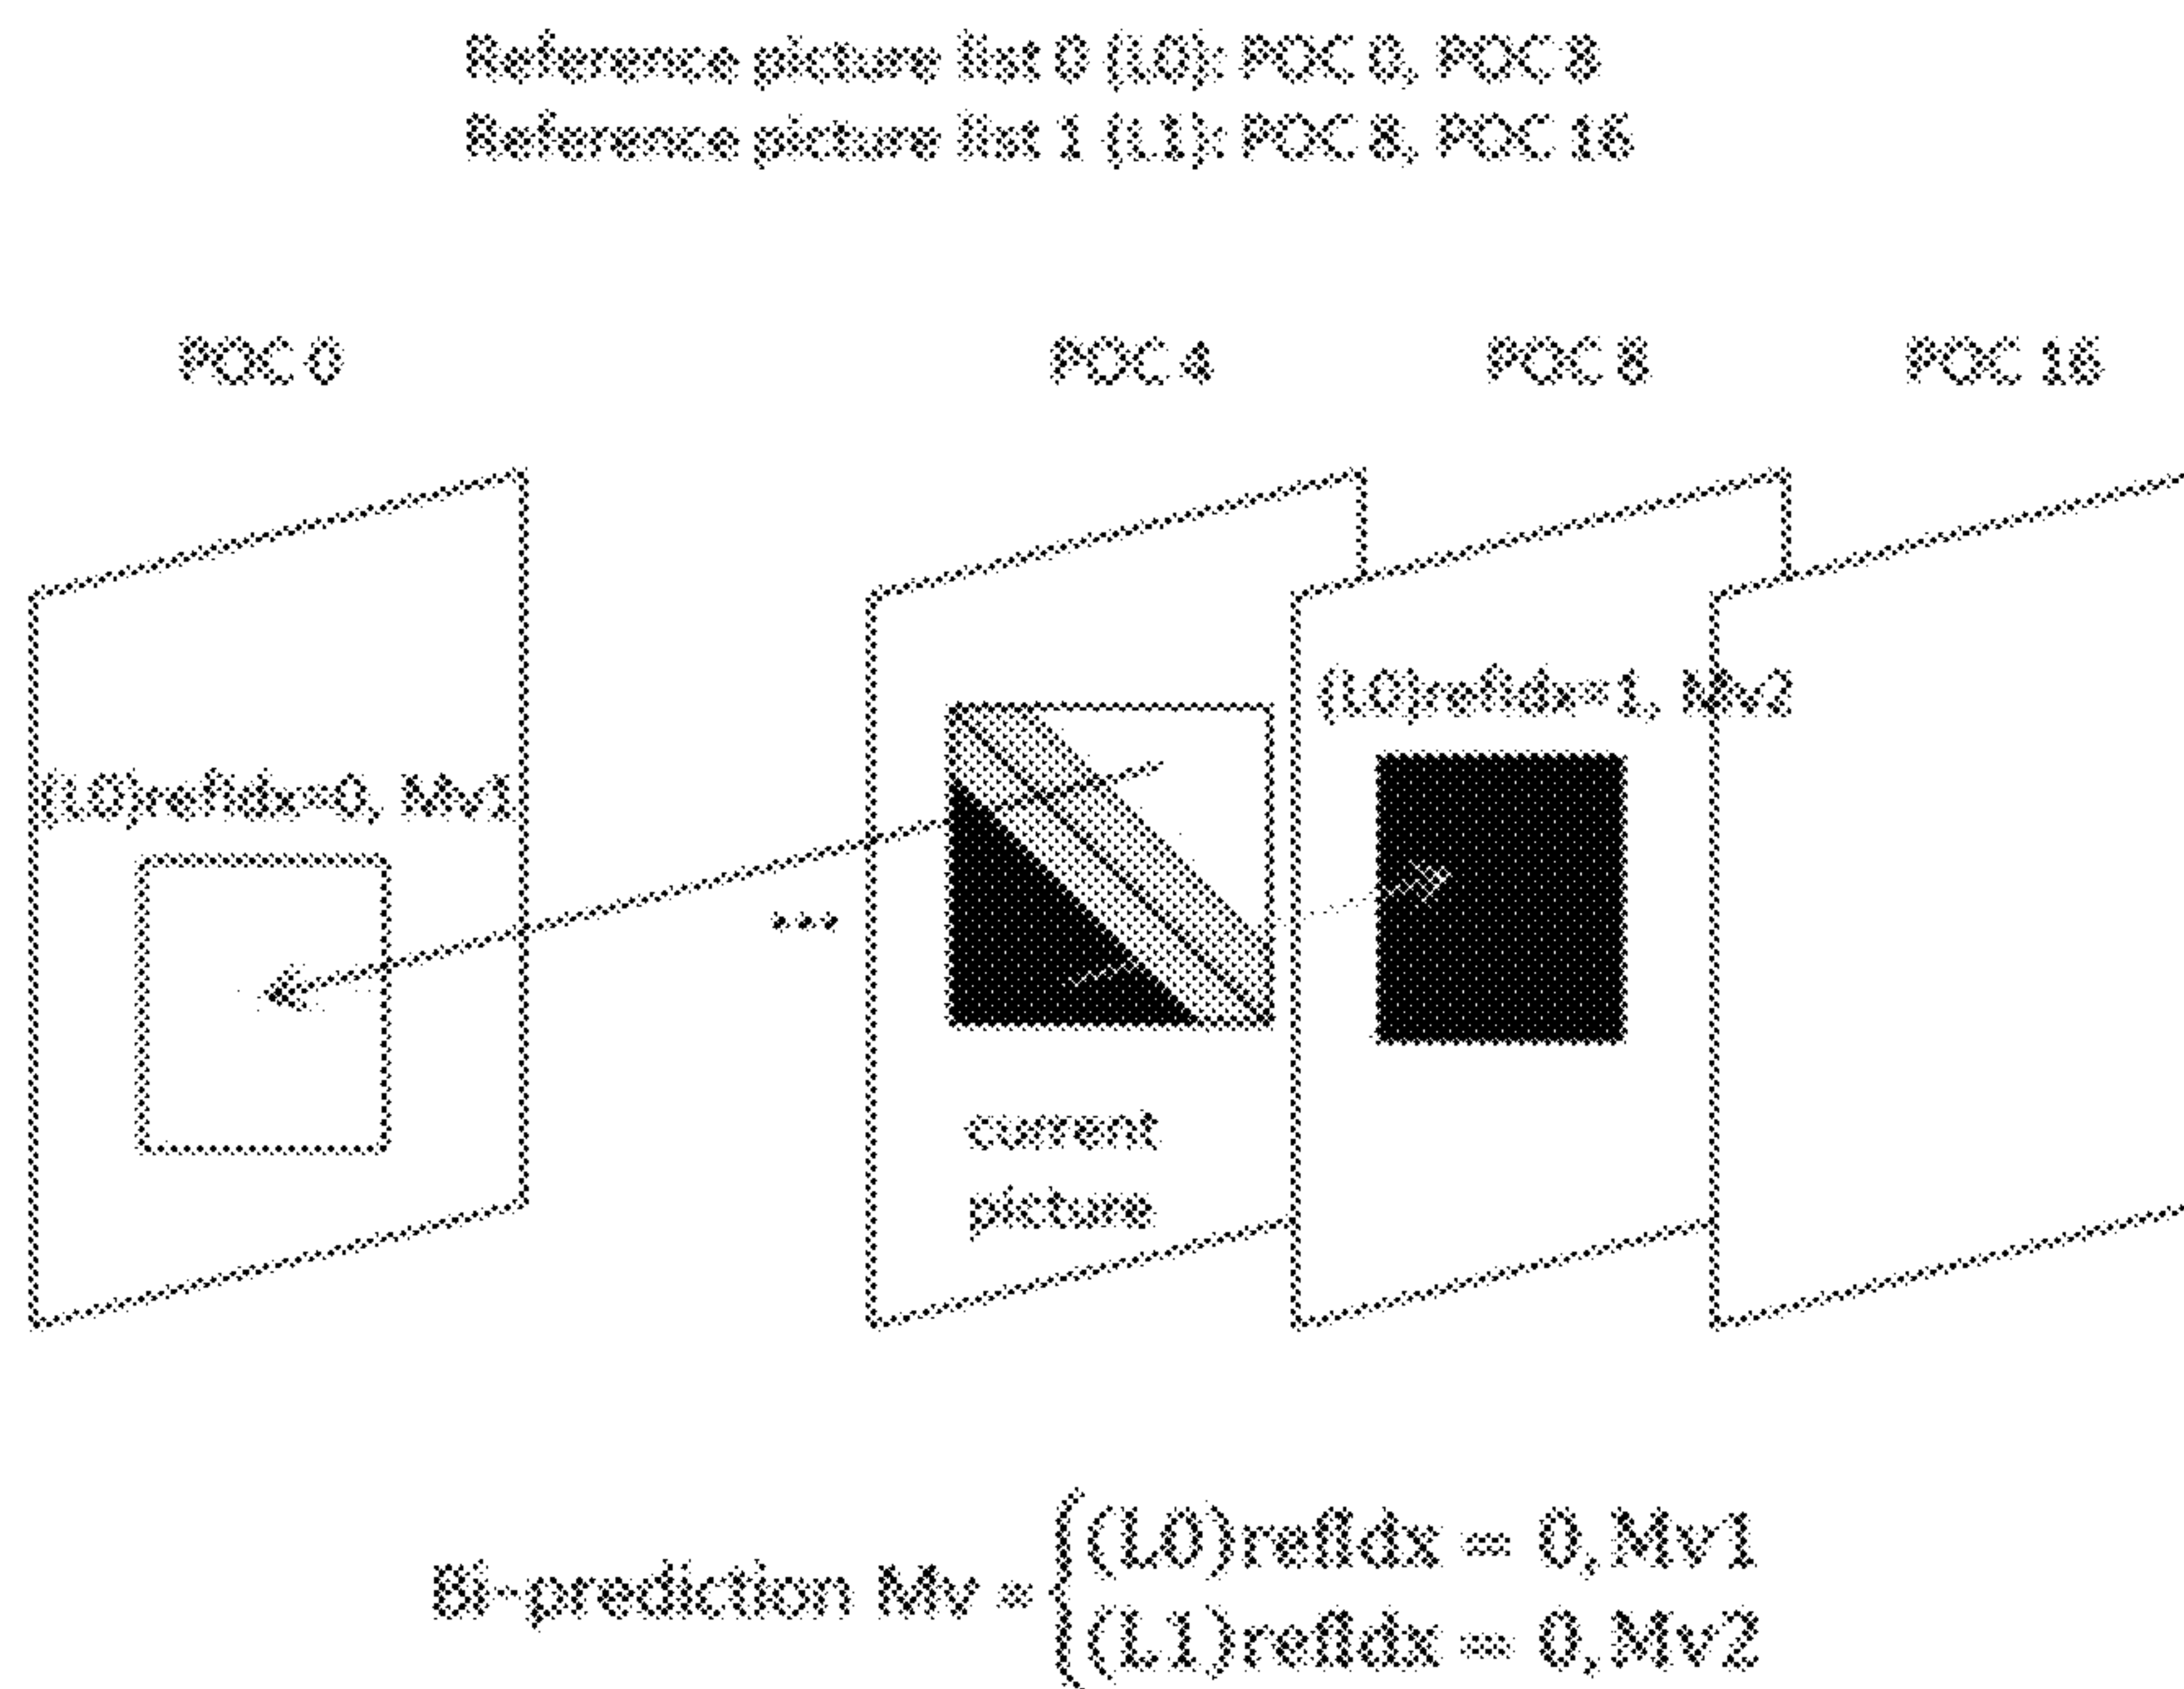 Reference picture list 0 (L0): POC 0, POC 8
Reference picture list 1 (L1): POC 8, POC 16
POC 0 POC 4 POC 8 POC 16
(L0)refidx=1, Mv2
(L0)refidx=0, Mv1
...
current
picture
Bi-prediction Mv = {(L0)refidx = 0, Mv1
(L1)refidx = 0, Mv2